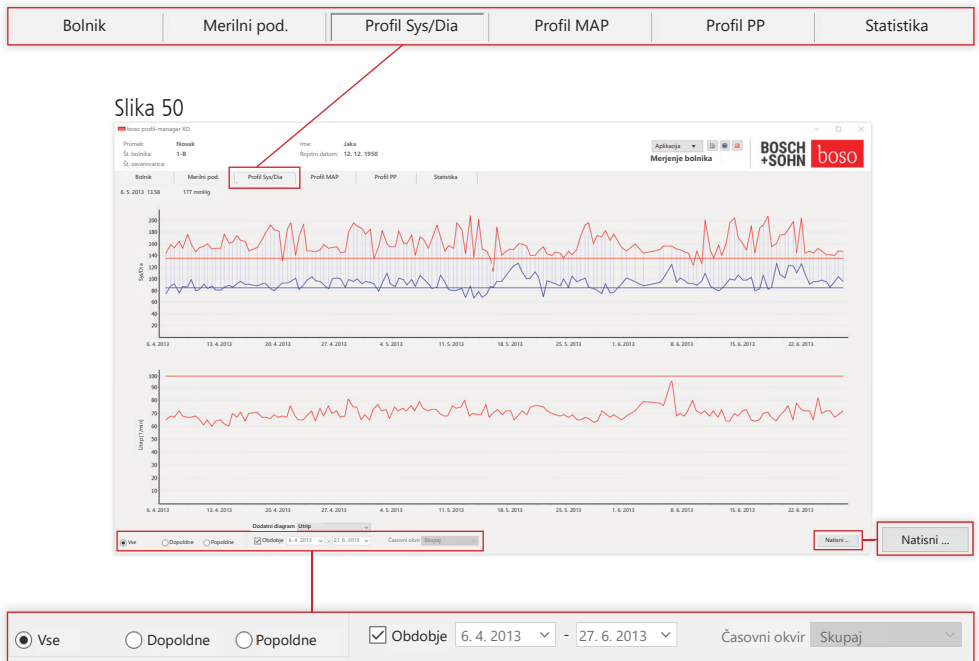 Bolnik Merilni pod. Profil Sys/Dia Profil MAP Profil PP Statistika
Slika 50
boso profil-manager XD
Priimek: Novak Ime: Jaka Aplikacija
Št. bolnika: 1-B Rojstni datum: 12. 12. 1950 Merjenje bolnika
Št. zavarovanca:
BOSCH
+SOHN boso
Bolnik Merilni pod. Profil Sys/Dia Profil MAP Profil PP Statistika
6. 5. 2013 13.58 177 mmHg
Sys/Dia
200
180
160
140
120
100
80
60
40
20
6. 4. 2013 13. 4. 2013 20. 4. 2013 27. 4. 2013 4. 5. 2013 11. 5. 2013 18. 5. 2013 25. 5. 2013 1. 6. 2013 8. 6. 2013 15. 6. 2013 22. 6. 2013
Utrip [1/min]
100
90
80
70
60
50
40
30
20
10
6. 4. 2013 13. 4. 2013 20. 4. 2013 27. 4. 2013 4. 5. 2013 11. 5. 2013 18. 5. 2013 25. 5. 2013 1. 6. 2013 8. 6. 2013 15. 6. 2013 22. 6. 2013
Dodatni diagram Utrip
Vse Dopoldne Popoldne Obdobje 6. 4. 2013 - 27. 6. 2013 Časovni okvir Skupaj Natisni ...
Natisni ...
Vse Dopoldne Popoldne Obdobje 6. 4. 2013 - 27. 6. 2013 Časovni okvir Skupaj